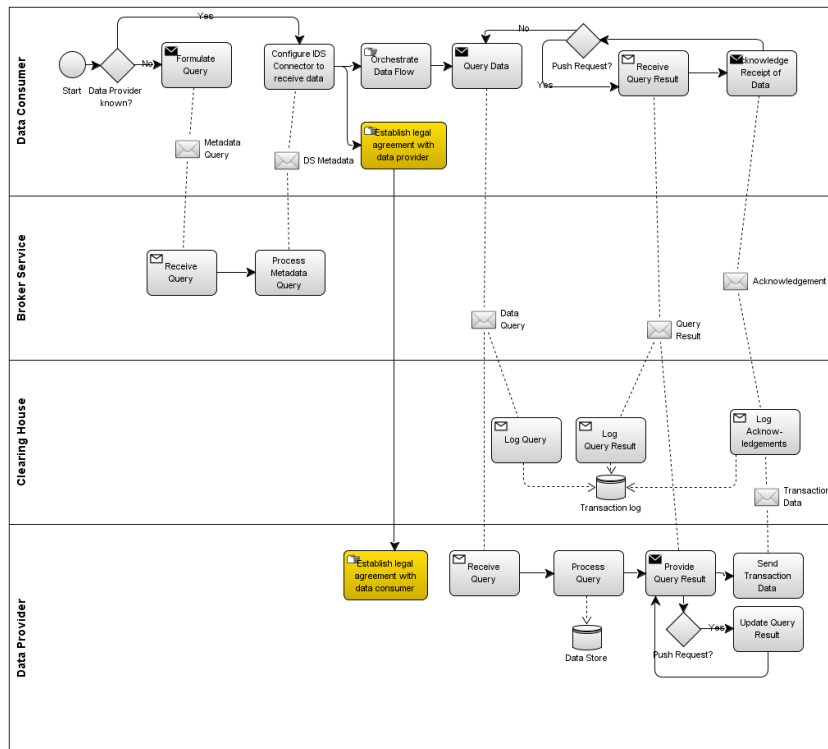 Data Consumer
Start
Data Provider
known?
Yes
No
Formulate
Query
Configure IDS
Connector to
receive data
Orchestrate
Data Flow
Query Data
No
Push Request?
Yes
Receive
Query Result
Acknowledge
Receipt of
Data
Establish legal
agreement with
data provider
Metadata
Query
DS Metadata
Broker Service
Receive
Query
Process
Metadata
Query
Data
Query
Query
Result
Acknowledgement
Clearing House
Log Query
Log
Query Result
Log
Acknow-
ledgements
Transaction log
Transaction
Data
Data Provider
Establish legal
agreement with
data consumer
Receive
Query
Process
Query
Provide
Query Result
Send
Transaction
Data
Data Store
Push Request?
Yes
Update Query
Result